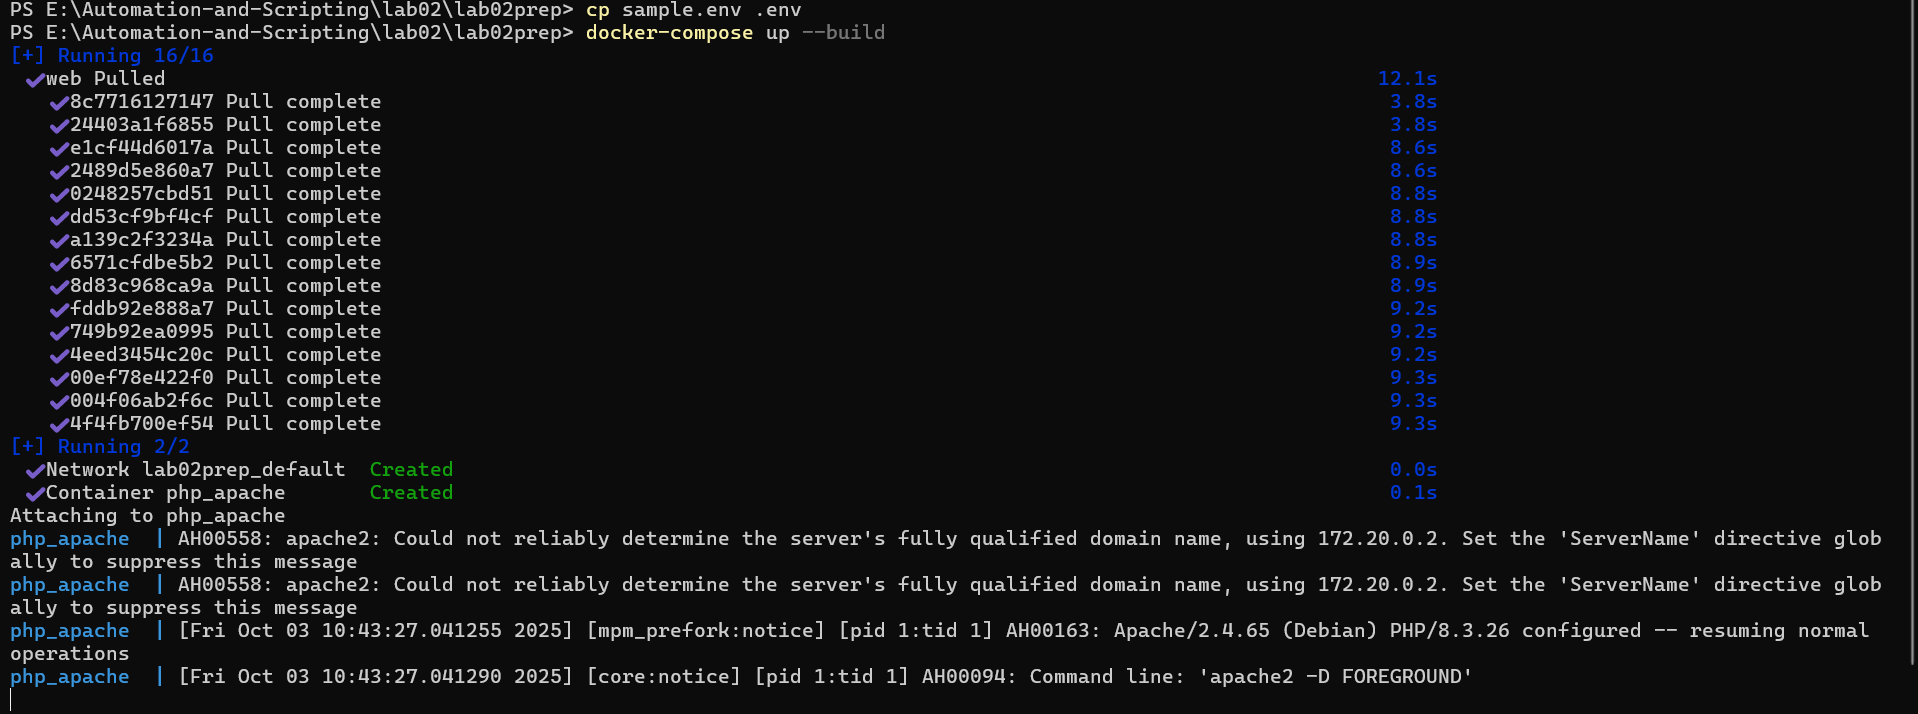 PS E:\Automation-and-Scripting\lab02\lab02prep> cp sample.env .env
PS E:\Automation-and-Scripting\lab02\lab02prep> docker-compose up --build
[+] Running 16/16
✔web Pulled 12.1s
✔8c7716127147 Pull complete 3.8s
✔24403a1f6855 Pull complete 3.8s
✔e1cf44d6017a Pull complete 8.6s
✔2489d5e860a7 Pull complete 8.6s
✔0248257cbd51 Pull complete 8.8s
✔dd53cf9bf4cf Pull complete 8.8s
✔a139c2f3234a Pull complete 8.8s
✔6571cfdbe5b2 Pull complete 8.9s
✔8d83c968ca9a Pull complete 8.9s
✔fddb92e888a7 Pull complete 9.2s
✔749b92ea0995 Pull complete 9.2s
✔4eed3454c20c Pull complete 9.2s
✔00ef78e422f0 Pull complete 9.3s
✔004f06ab2f6c Pull complete 9.3s
✔4f4fb700ef54 Pull complete 9.3s
[+] Running 2/2
✔Network lab02prep_default Created 0.0s
✔Container php_apache Created 0.1s
Attaching to php_apache
php_apache | AH00558: apache2: Could not reliably determine the server's fully qualified domain name, using 172.20.0.2. Set the 'ServerName' directive glob
ally to suppress this message
php_apache | AH00558: apache2: Could not reliably determine the server's fully qualified domain name, using 172.20.0.2. Set the 'ServerName' directive glob
ally to suppress this message
php_apache | [Fri Oct 03 10:43:27.041255 2025] [mpm_prefork:notice] [pid 1:tid 1] AH00163: Apache/2.4.65 (Debian) PHP/8.3.26 configured -- resuming normal
operations
php_apache | [Fri Oct 03 10:43:27.041290 2025] [core:notice] [pid 1:tid 1] AH00094: Command line: 'apache2 -D FOREGROUND'